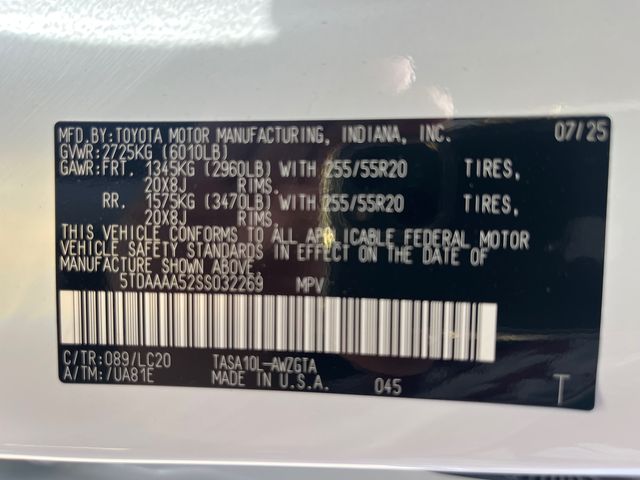 MFD.BY:TOYOTA MOTOR MANUFACTURING, INDIANA, INC. 07/25
GVWR:2725KG (6010LB)
GAWR:FRT. 1345KG (2960LB) WITH 255/55R20 TIRES,
20X8J RIMS,
RR. 1575KG (3470LB) WITH 255/55R20 TIRES,
20X8J RIMS.
THIS VEHICLE CONFORMS TO ALL APPLICABLE FEDERAL MOTOR
VEHICLE SAFETY STANDARDS IN EFFECT ON THE DATE OF
MANUFACTURE SHOWN ABOVE.
5TDAAAA52SS032269 MPV
C/TR:089/LC20 TASA10L-AWZGTA
A/TM:/UA81E MADE IN U.S.A. 045 T